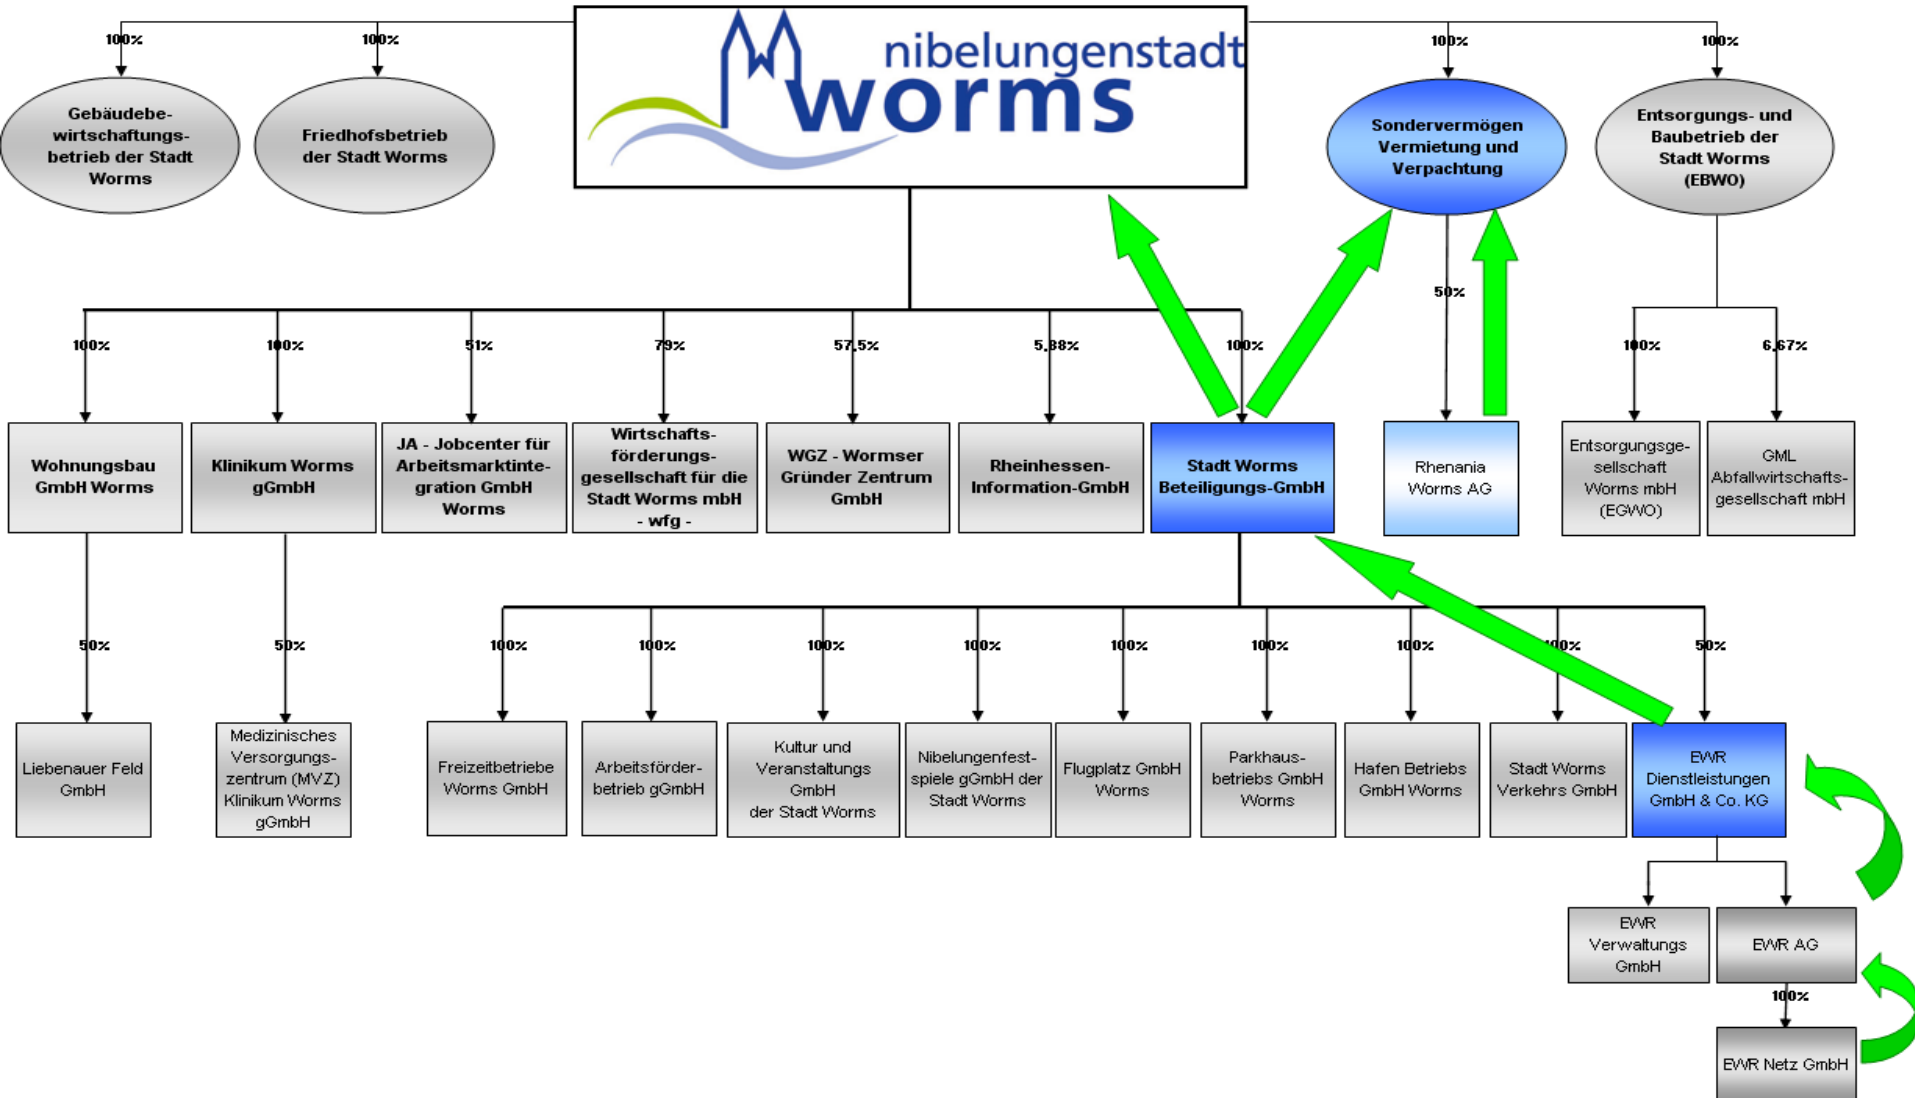 100%
100%
nibelungenstadt
worms
100%
100%
Gebäudebe-
wirtschaftungs-
betrieb der Stadt
Worms
Friedhofsbetrieb
der Stadt Worms
Sondervermögen
Vermietung und
Verpachtung
Entsorgungs- und
Baubetrieb der
Stadt Worms
(EBWO)
50%
100%
100%
51%
79%
57,5%
5,88%
100%
100%
6,67%
Wohnungsbau
GmbH Worms
Klinikum Worms
gGmbH
JA - Jobcenter für
Arbeitsmarktinte-
gration GmbH
Worms
Wirtschafts-
förderungs-
gesellschaft für die
Stadt Worms mbH
- wfg -
WGZ - Wormser
Gründer Zentrum
GmbH
Rheinhessen-
Information-GmbH
Stadt Worms
Beteiligungs-GmbH
Rhenania
Worms AG
Entsorgungsge-
sellschaft
Worms mbH
(EGWO)
GML
Abfallwirtschafts-
gesellschaft mbH
50%
50%
100%
100%
100%
100%
100%
100%
100%
100%
50%
Liebenauer Feld
GmbH
Medizinisches
Versorgungs-
zentrum (MVZ)
Klinikum Worms
gGmbH
Freizeitbetriebe
Worms GmbH
Arbeitsförder-
betrieb gGmbH
Kultur und
Veranstaltungs
GmbH
der Stadt Worms
Nibelungenfest-
spiele gGmbH der
Stadt Worms
Flugplatz GmbH
Worms
Parkhaus-
betriebs GmbH
Worms
Hafen Betriebs
GmbH Worms
Stadt Worms
Verkehrs GmbH
EWR
Dienstleistungen
GmbH & Co. KG
EWR
Verwaltungs
GmbH
EWR AG
100%
EWR Netz GmbH